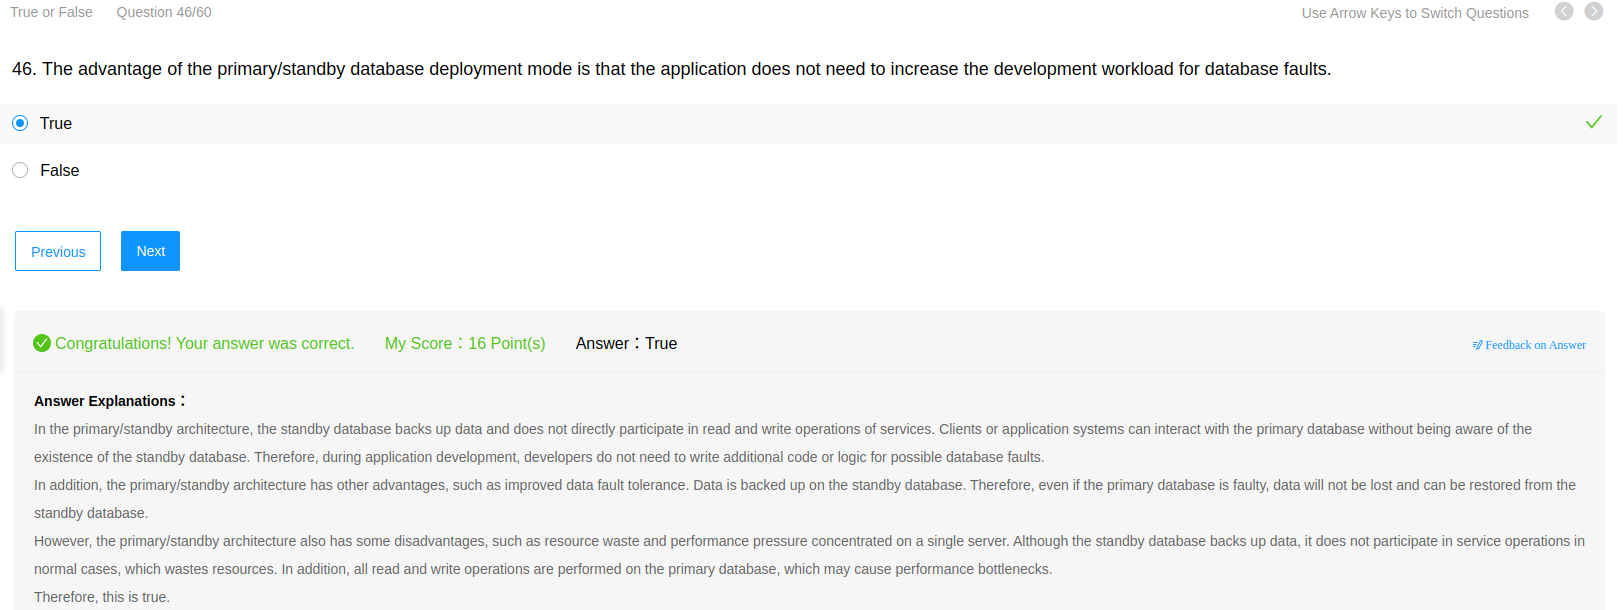 True or False Question 46/60 Use Arrow Keys to Switch Questions
46. The advantage of the primary/standby database deployment mode is that the application does not need to increase the development workload for database faults.
True
False
Previous Next
Congratulations! Your answer was correct. My Score：16 Point(s) Answer：True Feedback on Answer
Answer Explanations：
In the primary/standby architecture, the standby database backs up data and does not directly participate in read and write operations of services. Clients or application systems can interact with the primary database without being aware of the
existence of the standby database. Therefore, during application development, developers do not need to write additional code or logic for possible database faults.
In addition, the primary/standby architecture has other advantages, such as improved data fault tolerance. Data is backed up on the standby database. Therefore, even if the primary database is faulty, data will not be lost and can be restored from the
standby database.
However, the primary/standby architecture also has some disadvantages, such as resource waste and performance pressure concentrated on a single server. Although the standby database backs up data, it does not participate in service operations in
normal cases, which wastes resources. In addition, all read and write operations are performed on the primary database, which may cause performance bottlenecks.
Therefore, this is true.